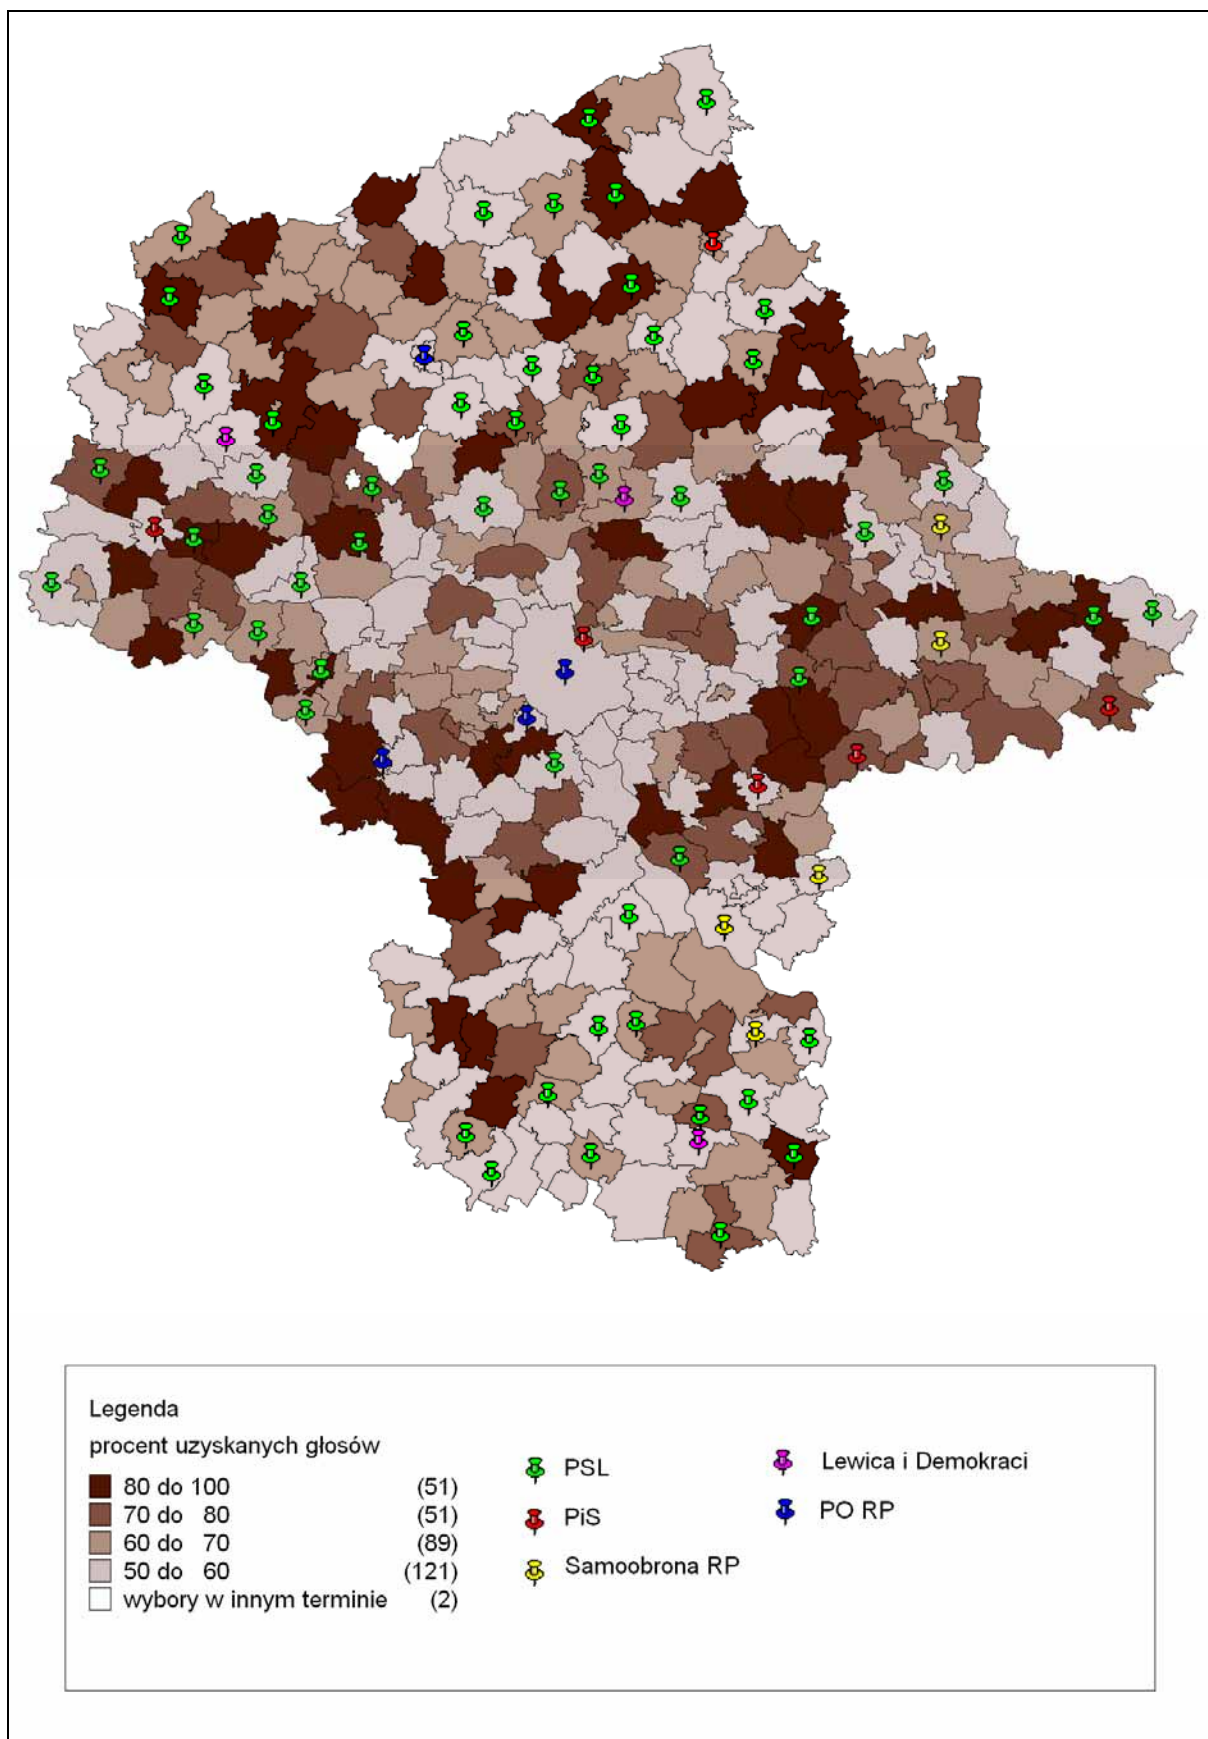 Legenda
procent uzyskanych głosów
80 do 100 (51)
70 do 80 (51)
60 do 70 (89)
50 do 60 (121)
wybory w innym terminie (2)
PSL
PiS
Samoobrona RP
Lewica i Demokraci
PO RP